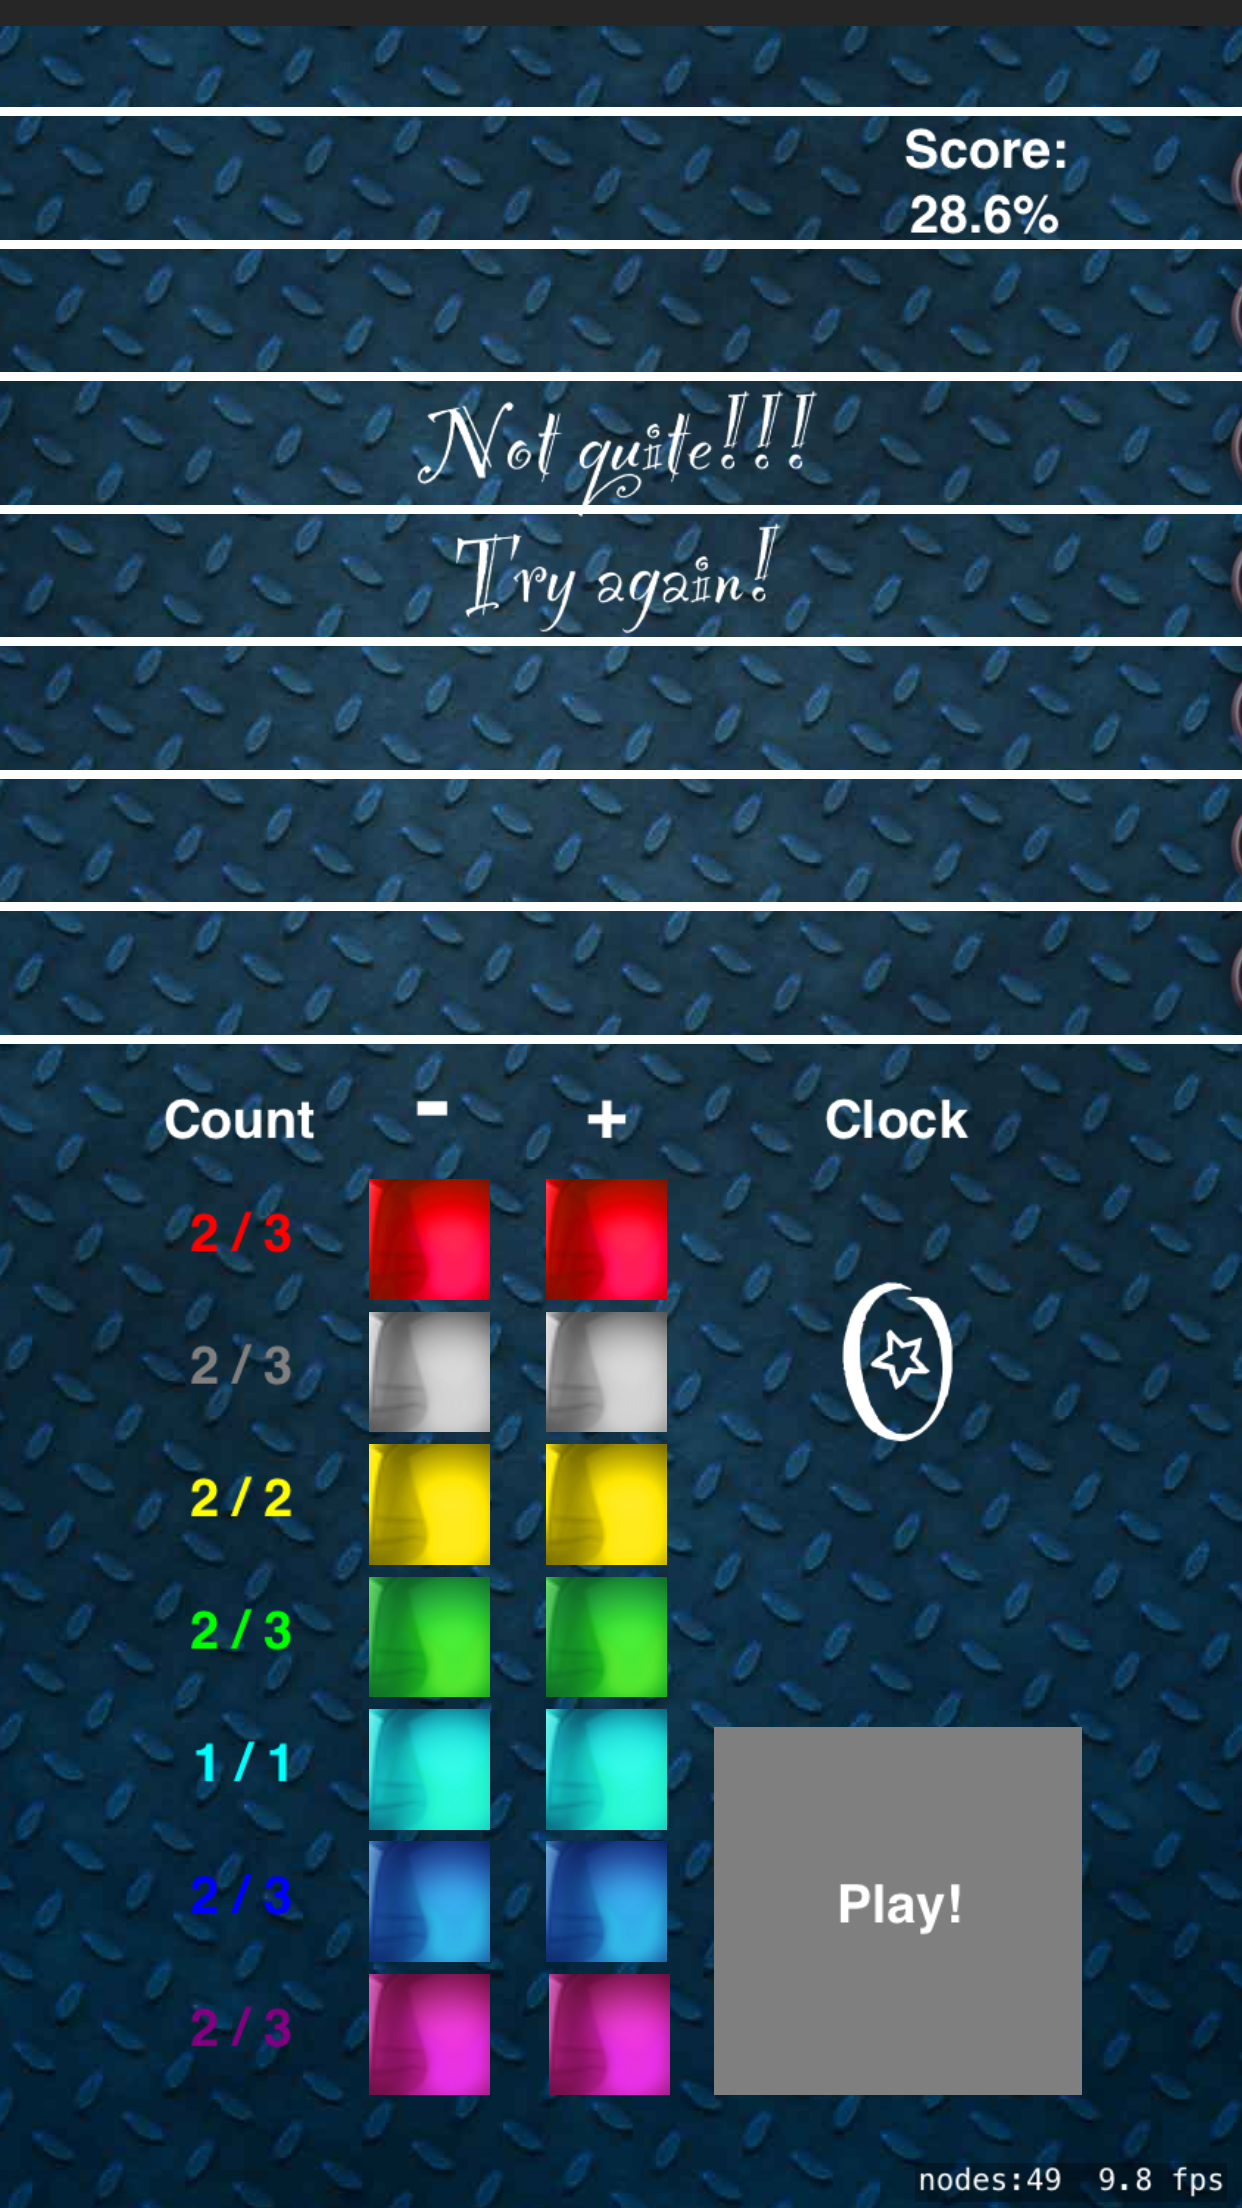 Score:
28.6%
Not quite!!!
Try again!
Count - + Clock
2 / 3
2 / 3
0
2 / 2
2 / 3
1 / 1
2 / 3
Play!
2 / 3
nodes:49 9.8 fps